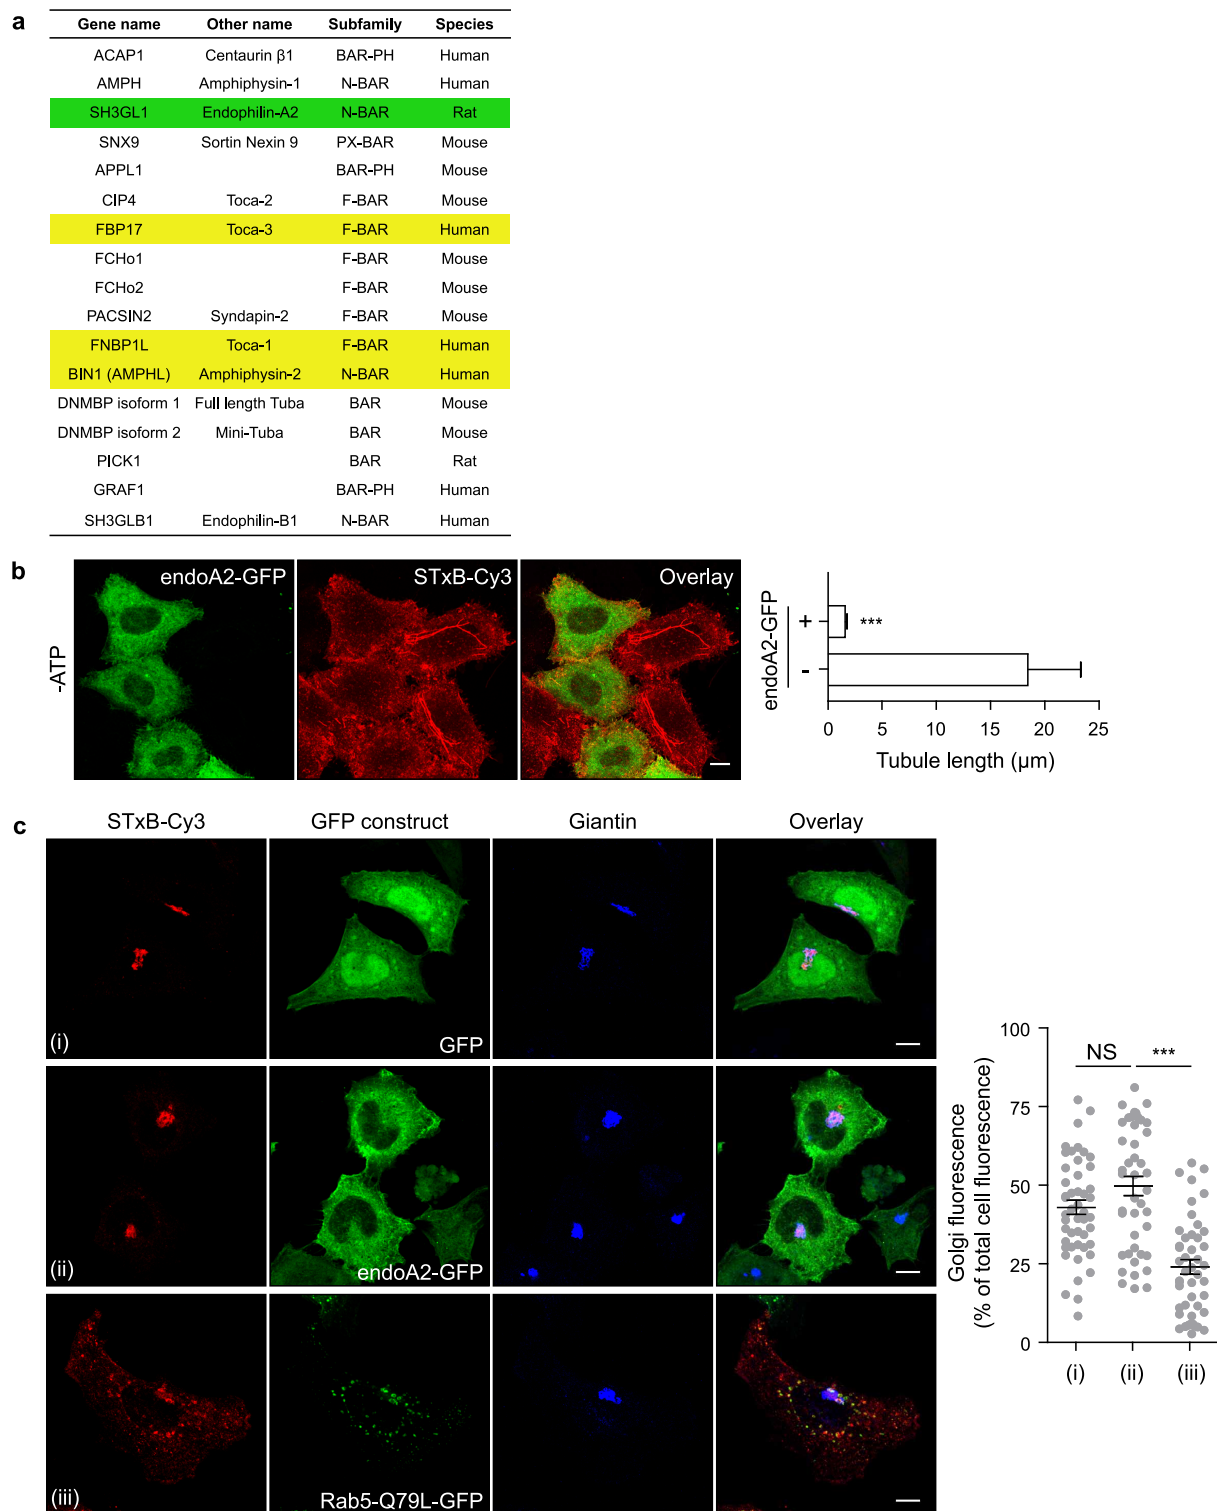 a
Gene name Other name Subfamily Species
ACAP1 Centaurin β1 BAR-PH Human
AMPH Amphiphysin-1 N-BAR Human
SH3GL1 Endophilin-A2 N-BAR Rat
SNX9 Sortin Nexin 9 PX-BAR Mouse
APPL1 BAR-PH Mouse
CIP4 Toca-2 F-BAR Mouse
FBP17 Toca-3 F-BAR Human
FCHo1 F-BAR Mouse
FCHo2 F-BAR Mouse
PACSIN2 Syndapin-2 F-BAR Mouse
FNBP1L Toca-1 F-BAR Human
BIN1 (AMPHL) Amphiphysin-2 N-BAR Human
DNMBP isoform 1 Full length Tuba BAR Mouse
DNMBP isoform 2 Mini-Tuba BAR Mouse
PICK1 BAR Rat
GRAF1 BAR-PH Human
SH3GLB1 Endophilin-B1 N-BAR Human
b
-ATP
endoA2-GFP STxB-Cy3 Overlay
endoA2-GFP
+ ***
-
0 5 10 15 20 25
Tubule length (µm)
c
STxB-Cy3 GFP construct Giantin Overlay
(i) GFP
(ii) endoA2-GFP
(iii) Rab5-Q79L-GFP
Golgi fluorescence
(% of total cell fluorescence)
100
NS ***
75
50
25
0
(i) (ii) (iii)